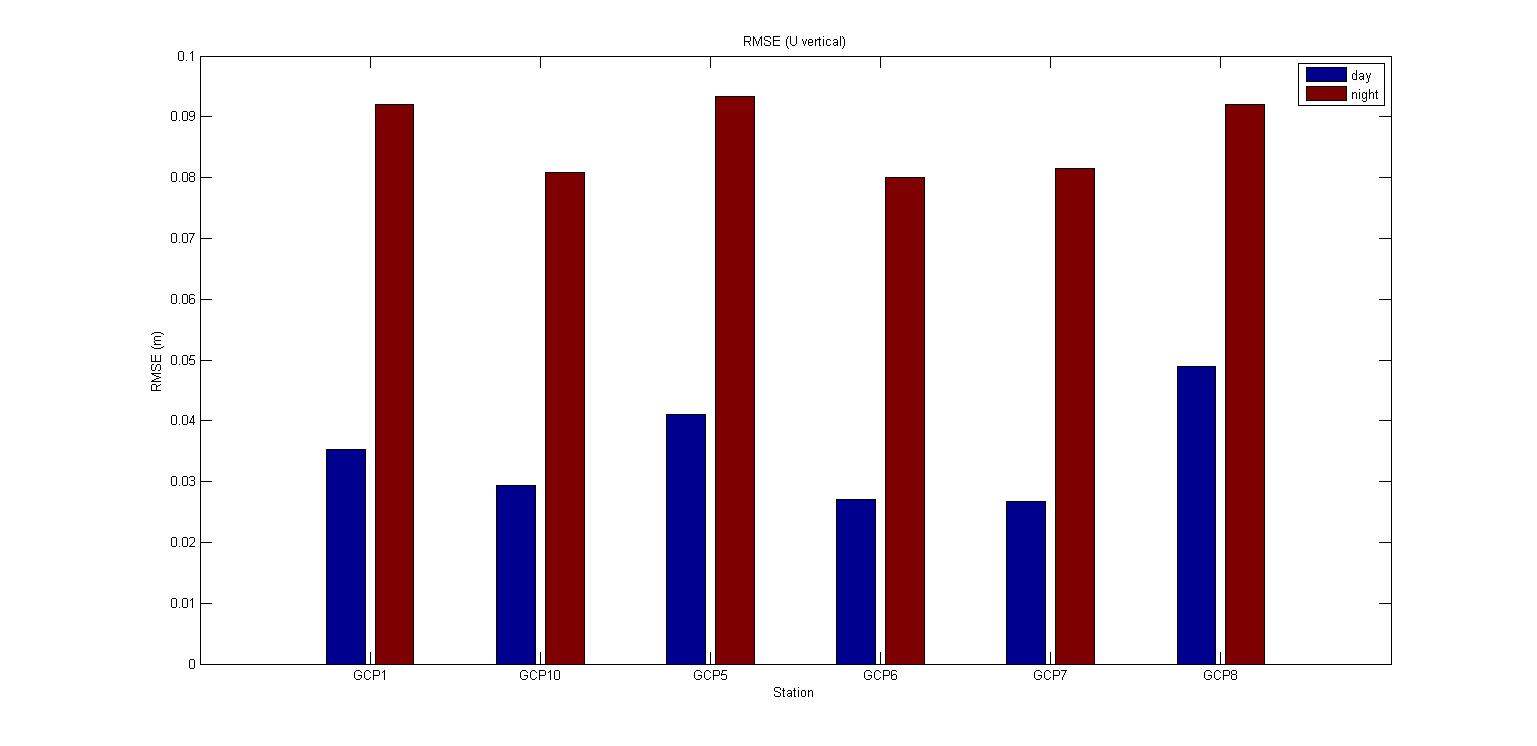 RMSE (U vertical)
day
night
0.1
0.09
0.08
0.07
0.06
0.05
0.04
0.03
0.02
0.01
0
RMSE (m)
GCP1 GCP10 GCP5 GCP6 GCP7 GCP8
Station